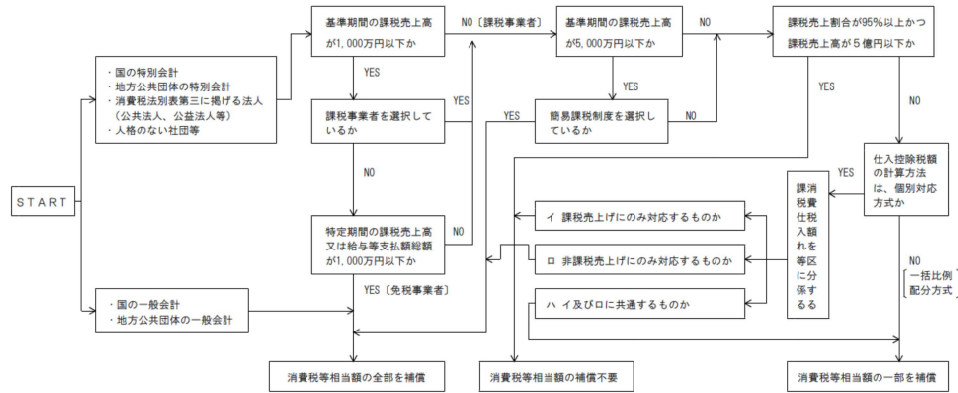 ＳＴＡＲＴ
・国の特別会計
・地方公共団体の特別会計
・消費税法別表第三に掲げる法人
（公共法人、公益法人等）
・人格のない社団等
・国の一般会計
・地方公共団体の一般会計
基準期間の課税売上高
が1,000万円以下か
NO〔課税事業者〕
YES
課税事業者を選択して
いるか
YES
NO
特定期間の課税売上高
又は給与等支払額総額
が1,000万円以下か
NO
YES〔免税事業者〕
基準期間の課税売上高
が5,000万円以下か
NO
YES
簡易課税制度を選択し
ているか
YES
NO
課税売上割合が95％以上かつ
課税売上高が５億円以下か
YES
NO
仕入控除税額
の計算方法
は、個別対応
方式か
YES
NO
一括比例
配分方式
課税仕入れ等に係る
消費税額を区分する
イ 課税売上げにのみ対応するものか
ロ 非課税売上げにのみ対応するものか
ハ イ及びロに共通するものか
消費税等相当額の全部を補償
消費税等相当額の補償不要
消費税等相当額の一部を補償